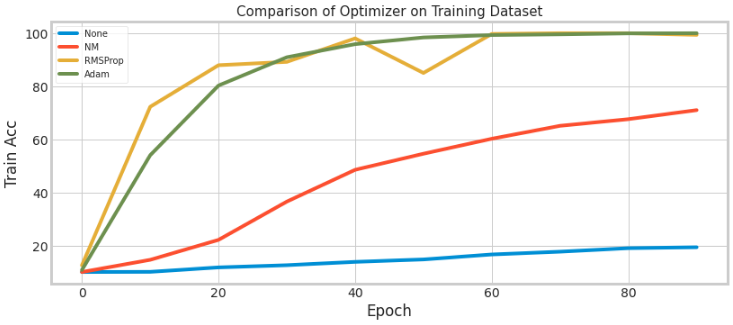 Comparison of Optimizer on Training Dataset
None
NM
RMSProp
Adam
Train Acc
100
80
60
40
20
0
20
40
60
80
Epoch